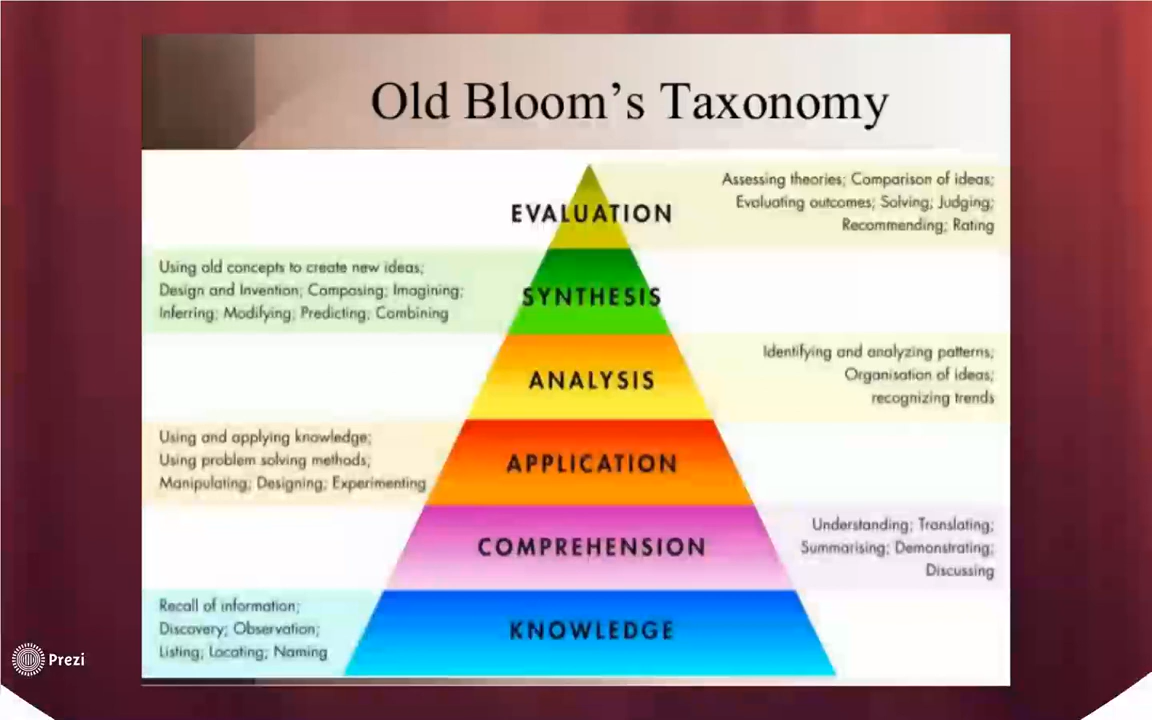 Old Bloom's Taxonomy
Assessing theories; Comparison of ideas;
Evaluating outcomes; Solving; Judging;
Recommending; Rating
EVALUATION
Using old concepts to create new ideas;
Design and Invention; Composing; Imagining;
Inferring; Modifying; Predicting; Combining
SYNTHESIS
Identifying and analyzing patterns;
Organisation of ideas;
recognizing trends
ANALYSIS
Using and applying knowledge;
Using problem solving methods;
Manipulating; Designing; Experimenting
APPLICATION
Understanding; Translating;
Summarising; Demonstrating;
Discussing
COMPREHENSION
Recall of information;
Discovery; Observation;
Listing; Locating; Naming
KNOWLEDGE
Prezi